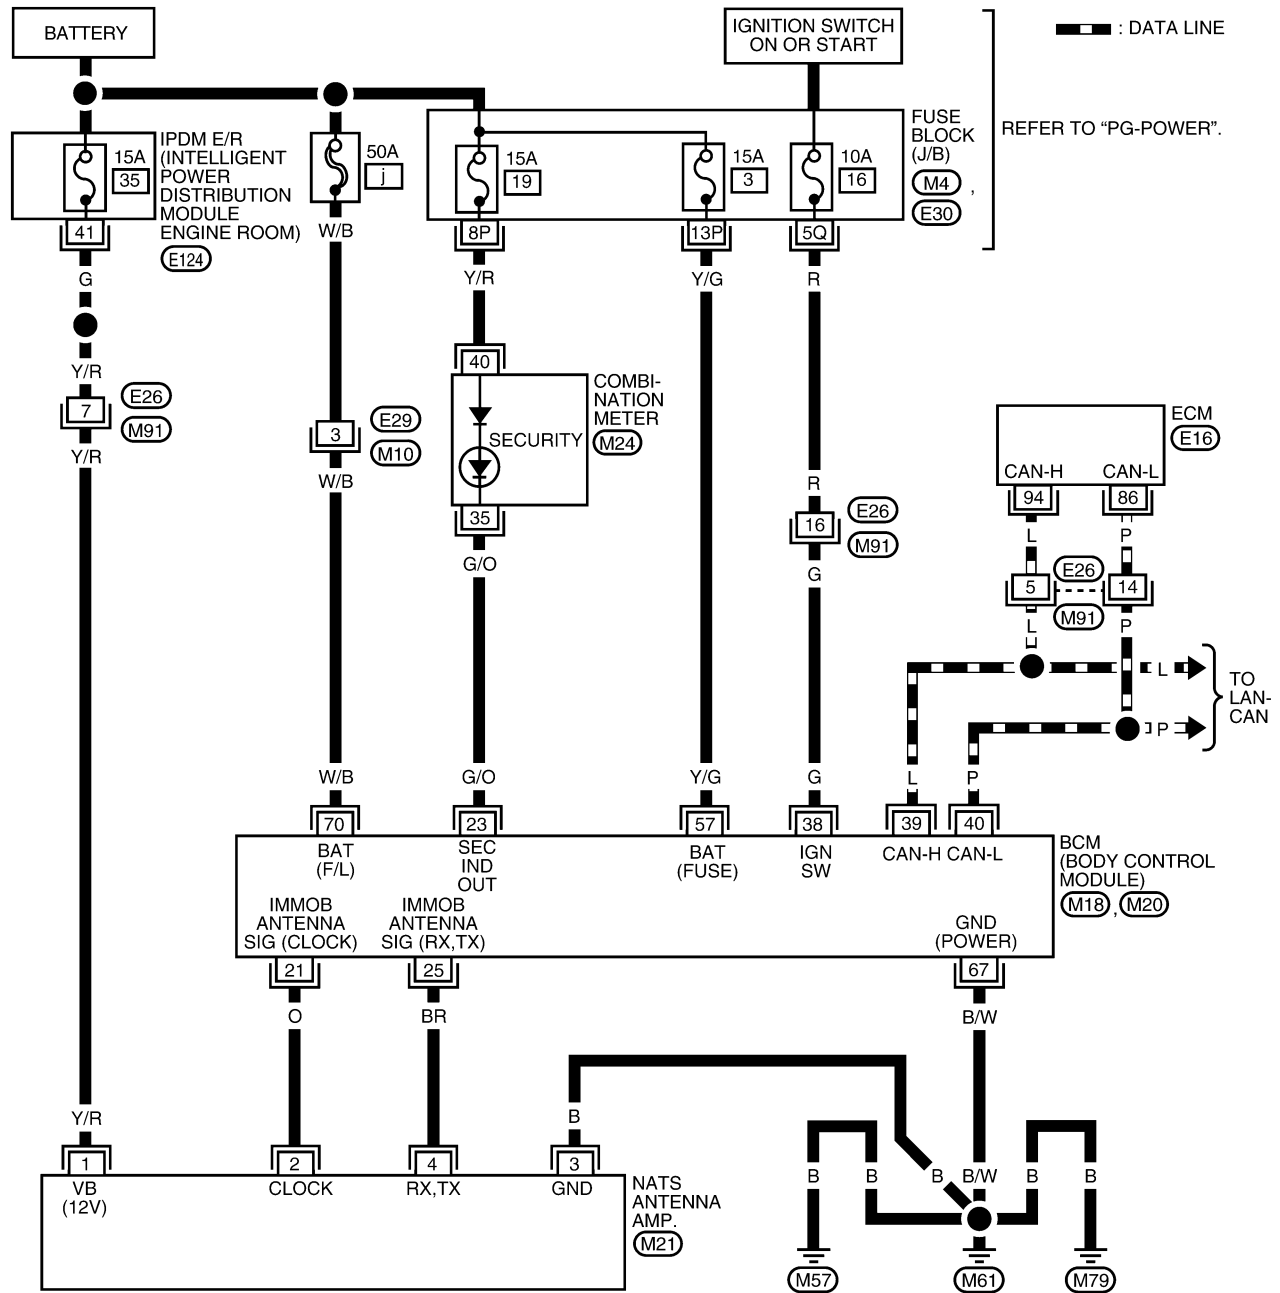 BATTERY
IGNITION SWITCH
ON OR START
: DATA LINE
REFER TO “PG-POWER”.
IPDM E/R
(INTELLIGENT
POWER
DISTRIBUTION
MODULE
ENGINE ROOM)
E124
15A
35
50A
j
15A
19
15A
3
10A
16
FUSE
BLOCK
(J/B)
M4 ,
E30
41
8P
13P
5Q
G
W/B
Y/R
Y/G
R
Y/R
7
E26
M91
Y/R
3
E29
M10
W/B
40
COMBI-
NATION
METER
M24
SECURITY
35
G/O
R
16
E26
M91
G
ECM
E16
CAN-H
CAN-L
94
86
L
P
5
E26
14
M91
L
P
L
P
TO
LAN-
CAN
W/B
G/O
Y/G
G
L
P
70
23
57
38
39
40
BAT
(F/L)
SEC
IND
OUT
BAT
(FUSE)
IGN
SW
CAN-H
CAN-L
BCM
(BODY CONTROL
MODULE)
M18 , M20
IMMOB
ANTENNA
SIG (CLOCK)
IMMOB
ANTENNA
SIG (RX,TX)
GND
(POWER)
21
25
67
O
BR
B/W
Y/R
B
B
B
B
B/W
B
B
1
2
4
3
VB
(12V)
CLOCK
RX,TX
GND
NATS
ANTENNA
AMP.
M21
M57
M61
M79